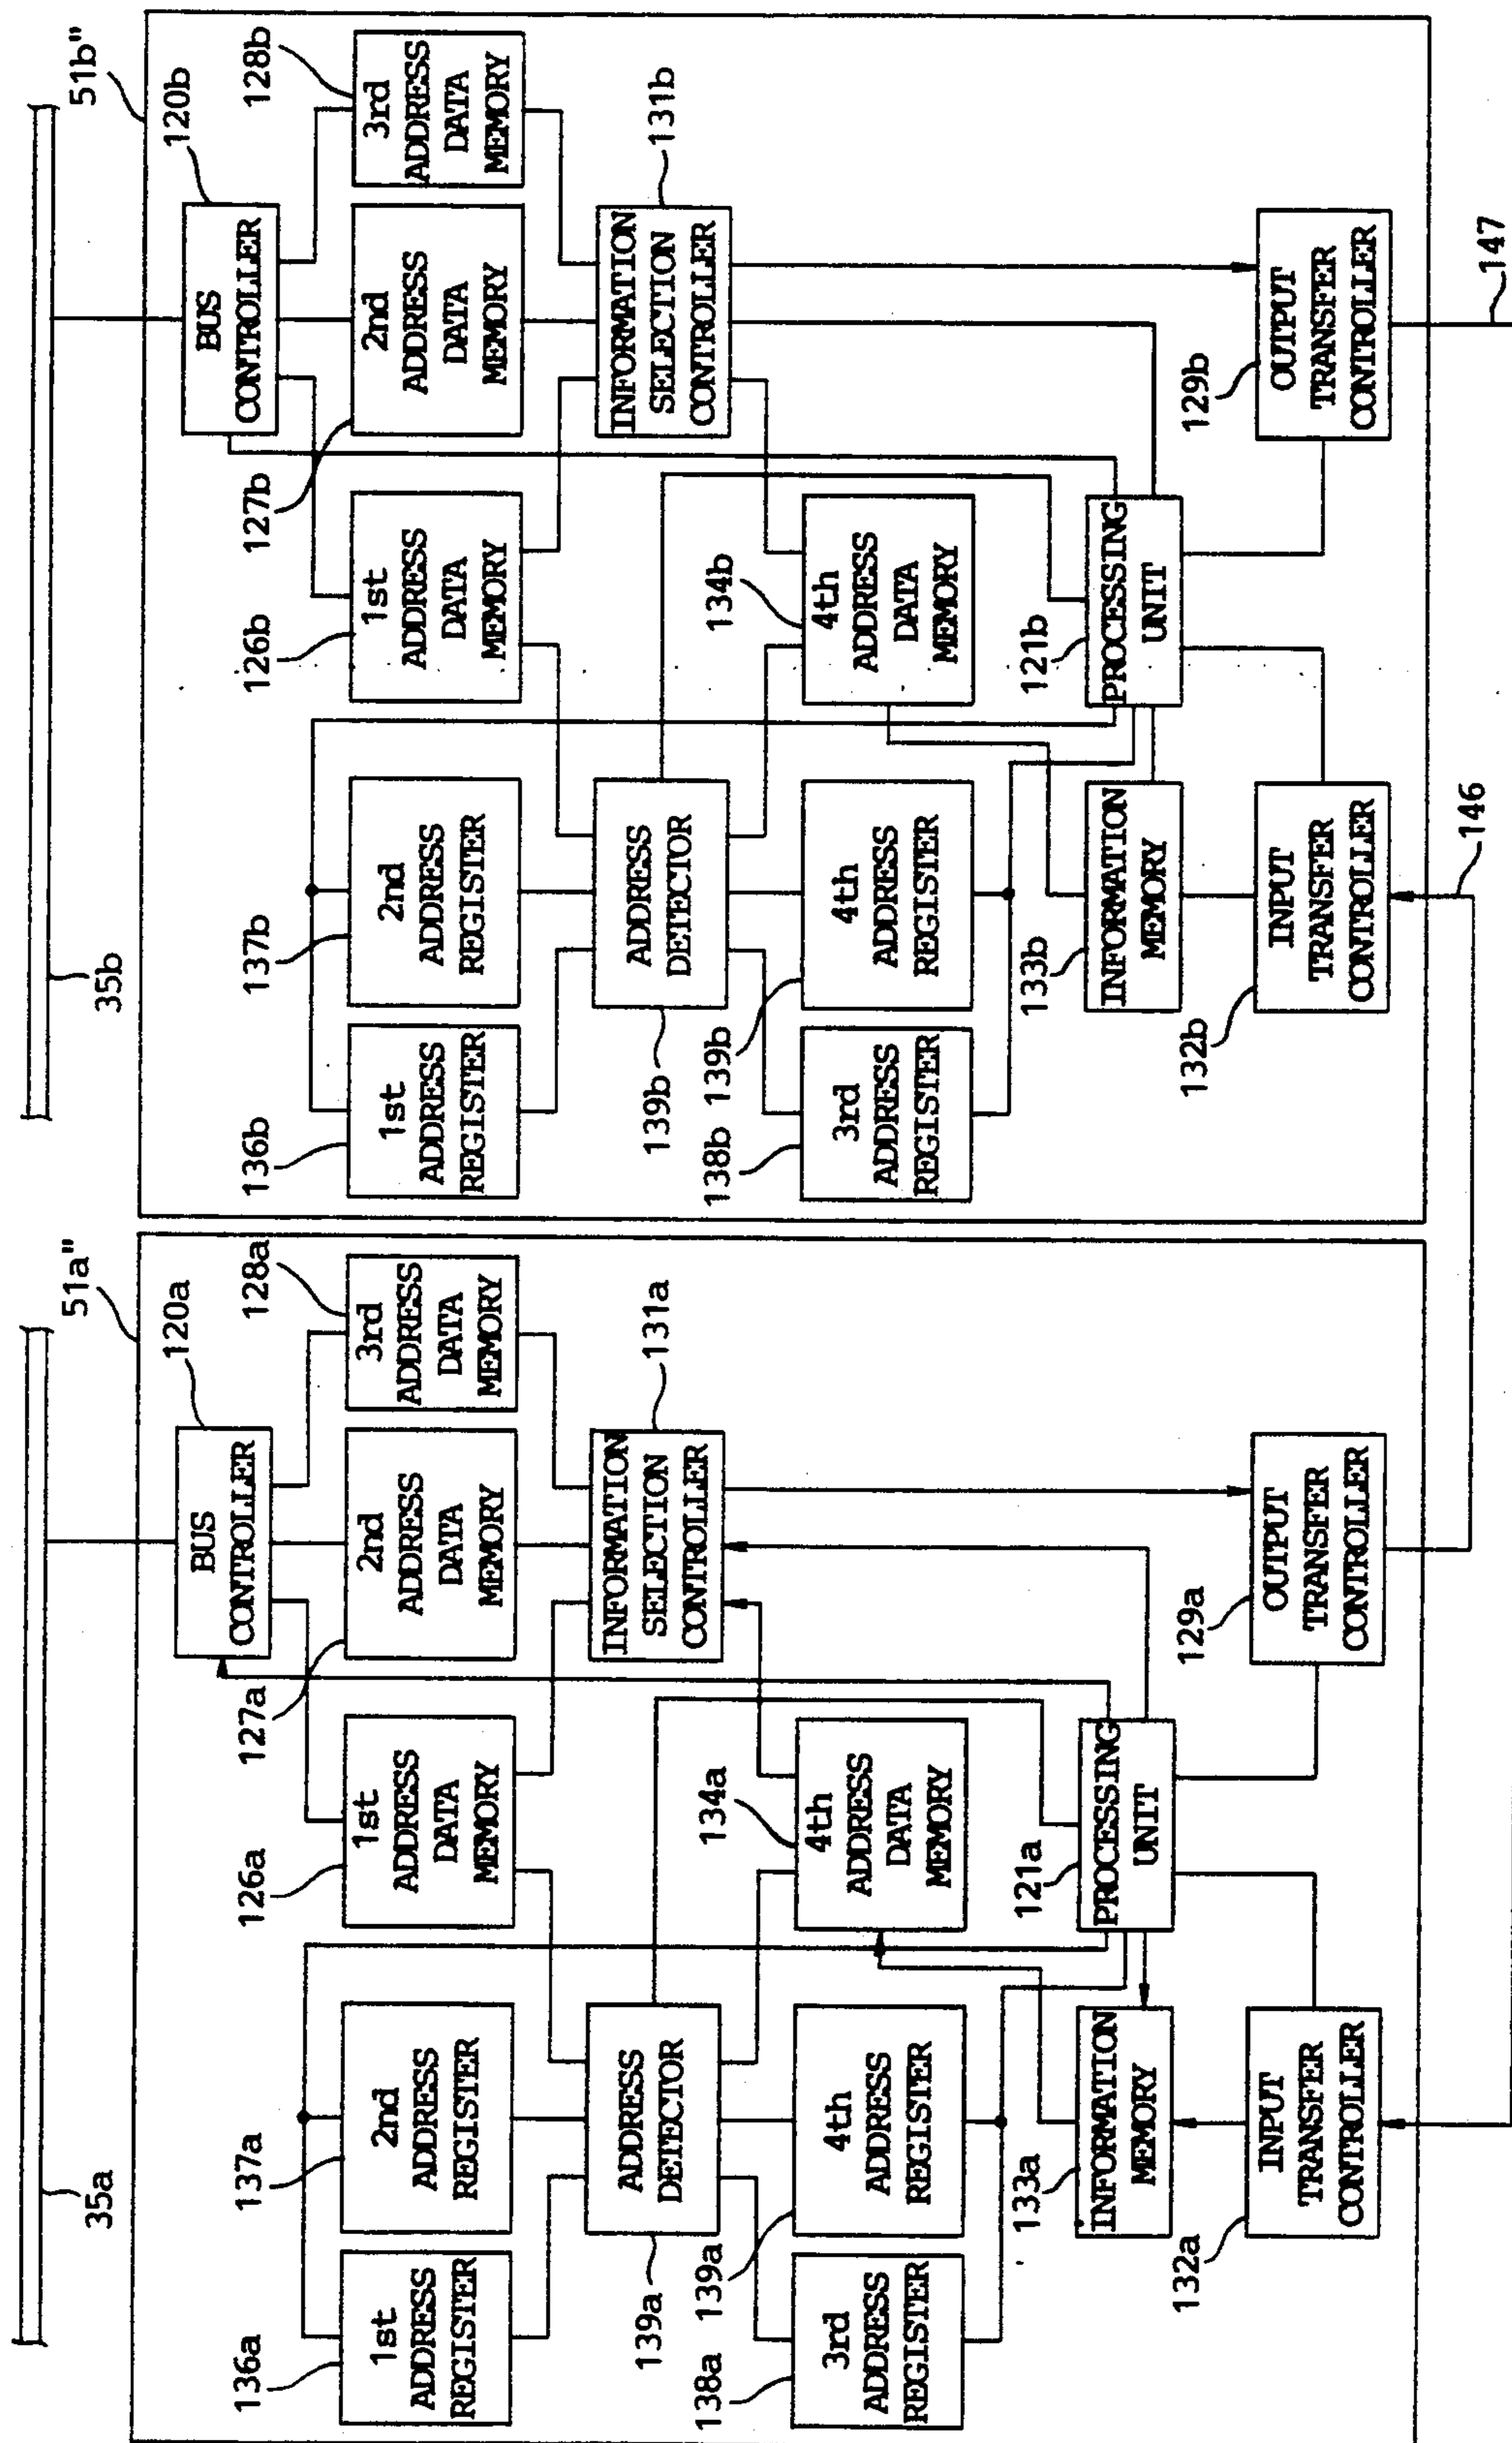 35a
51a"
120a
BUS
CONTROLLER
136a
1st
ADDRESS
REGISTER
137a
2nd
ADDRESS
REGISTER
126a
1st
ADDRESS
DATA
MEMORY
127a
2nd
ADDRESS
DATA
MEMORY
128a
3rd
ADDRESS
DATA
MEMORY
139a
ADDRESS
DETECTOR
INFORMATION
SELECTION
CONTROLLER
131a
138a
3rd
ADDRESS
REGISTER
139a
4th
ADDRESS
REGISTER
134a
4th
ADDRESS
DATA
MEMORY
133a
INFORMATION
MEMORY
121a
PROCESSING
UNIT
132a
INPUT
TRANSFER
CONTROLLER
129a
OUTPUT
TRANSFER
CONTROLLER
35b
51b"
120b
BUS
CONTROLLER
136b
1st
ADDRESS
REGISTER
137b
2nd
ADDRESS
REGISTER
126b
1st
ADDRESS
DATA
MEMORY
127b
2nd
ADDRESS
DATA
MEMORY
128b
3rd
ADDRESS
DATA
MEMORY
139b
ADDRESS
DETECTOR
INFORMATION
SELECTION
CONTROLLER
131b
138b
3rd
ADDRESS
REGISTER
139b
4th
ADDRESS
REGISTER
134b
4th
ADDRESS
DATA
MEMORY
133b
INFORMATION
MEMORY
121b
PROCESSING
UNIT
132b
INPUT
TRANSFER
CONTROLLER
129b
OUTPUT
TRANSFER
CONTROLLER
146
147